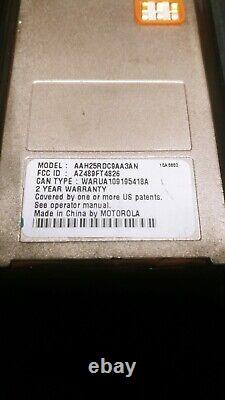 MODEL : AAH25RDC9AA3AN
FCC ID : AZ489FT4826
CAN TYPE : WARUA109195418A
2 YEAR WARRANTY
Covered by one or more US patents.
See operator manual.
Made in China by MOTOROLA
ebay